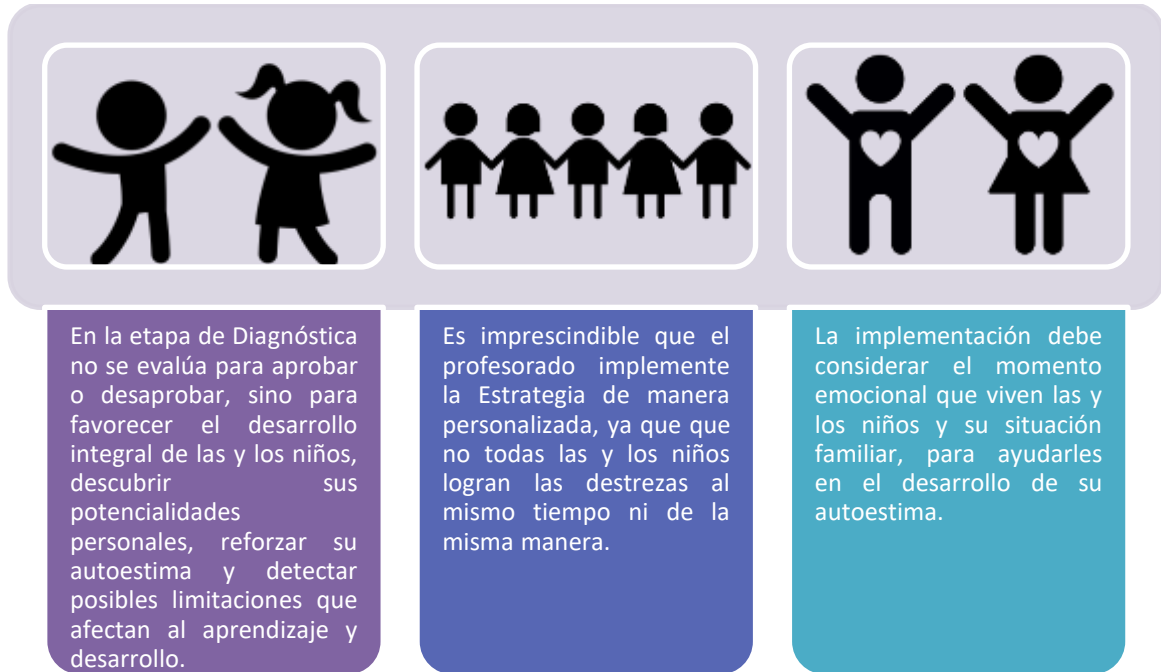 En la etapa de Diagnóstica
no se evalúa para aprobar
o desaprobar, sino para
favorecer el desarrollo
integral de las y los niños,
descubrir sus
potencialidades
personales, reforzar su
autoestima y detectar
posibles limitaciones que
afectan al aprendizaje y
desarrollo.
Es imprescindible que el
profesorado implemente
la Estrategia de manera
personalizada, ya que que
no todas las y los niños
logran las destrezas al
mismo tiempo ni de la
misma manera.
La implementación debe
considerar el momento
emocional que viven las y
los niños y su situación
familiar, para ayudarles
en el desarrollo de su
autoestima.